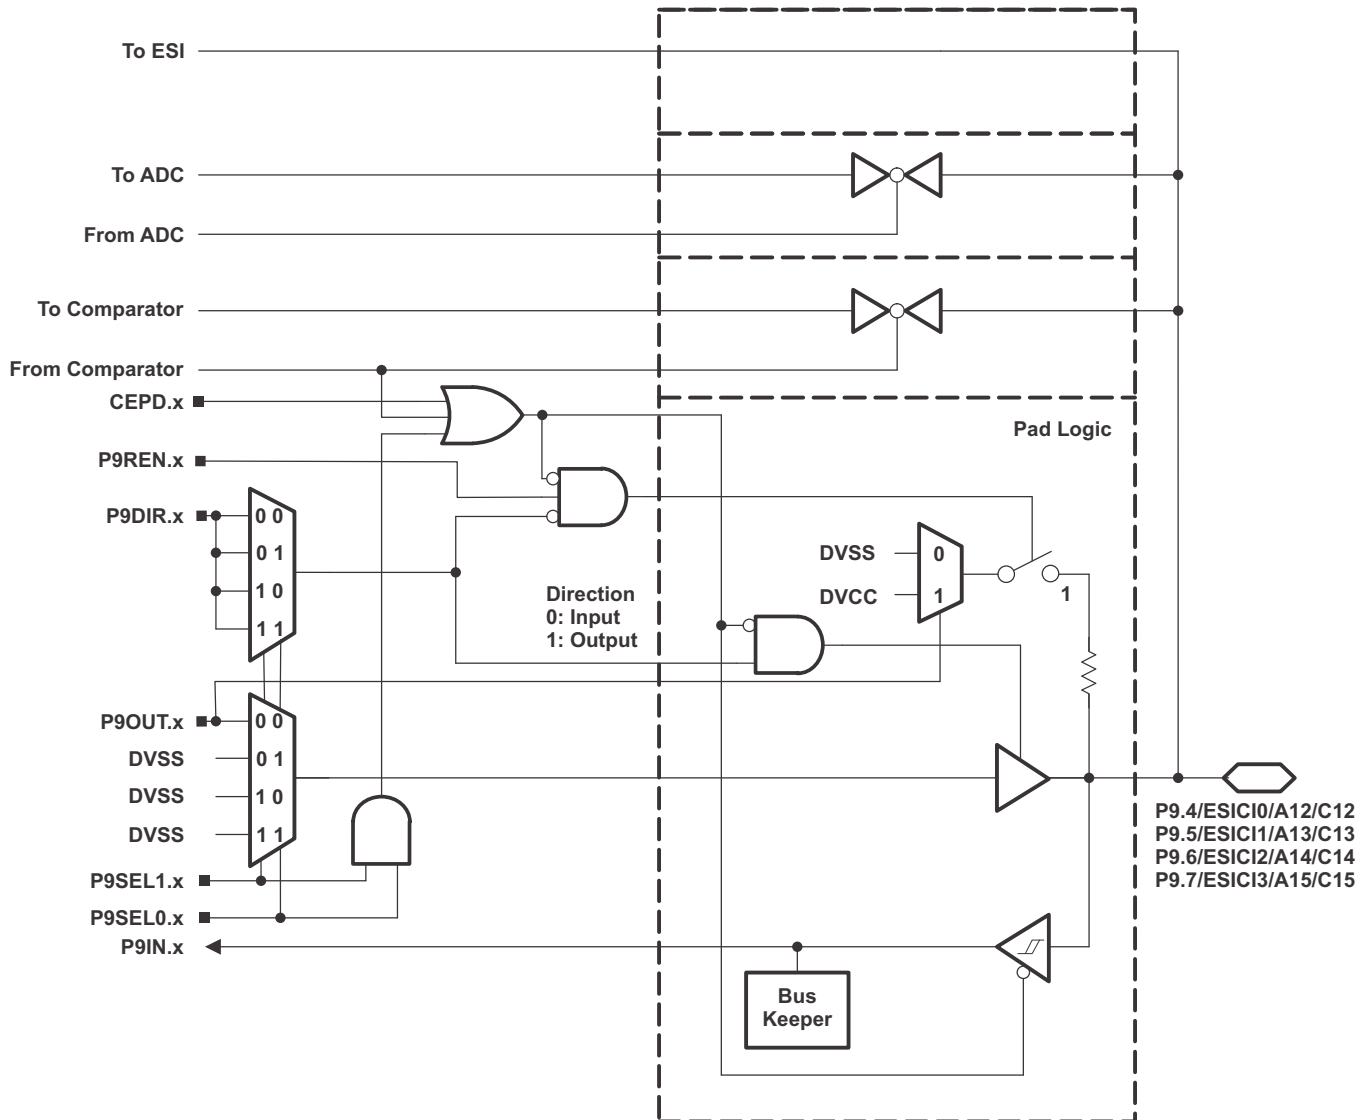 To ESI
To ADC
From ADC
To Comparator
From Comparator
CEPD.x
Pad Logic
P9REN.x
P9DIR.x
0 0
0 1
1 0
1 1
Direction
0: Input
1: Output
DVSS
0
DVCC
1
1
P9OUT.x
0 0
DVSS
0 1
DVSS
1 0
DVSS
1 1
P9.4/ESICI0/A12/C12
P9.5/ESICI1/A13/C13
P9.6/ESICI2/A14/C14
P9.7/ESICI3/A15/C15
P9SEL1.x
P9SEL0.x
P9IN.x
Bus
Keeper